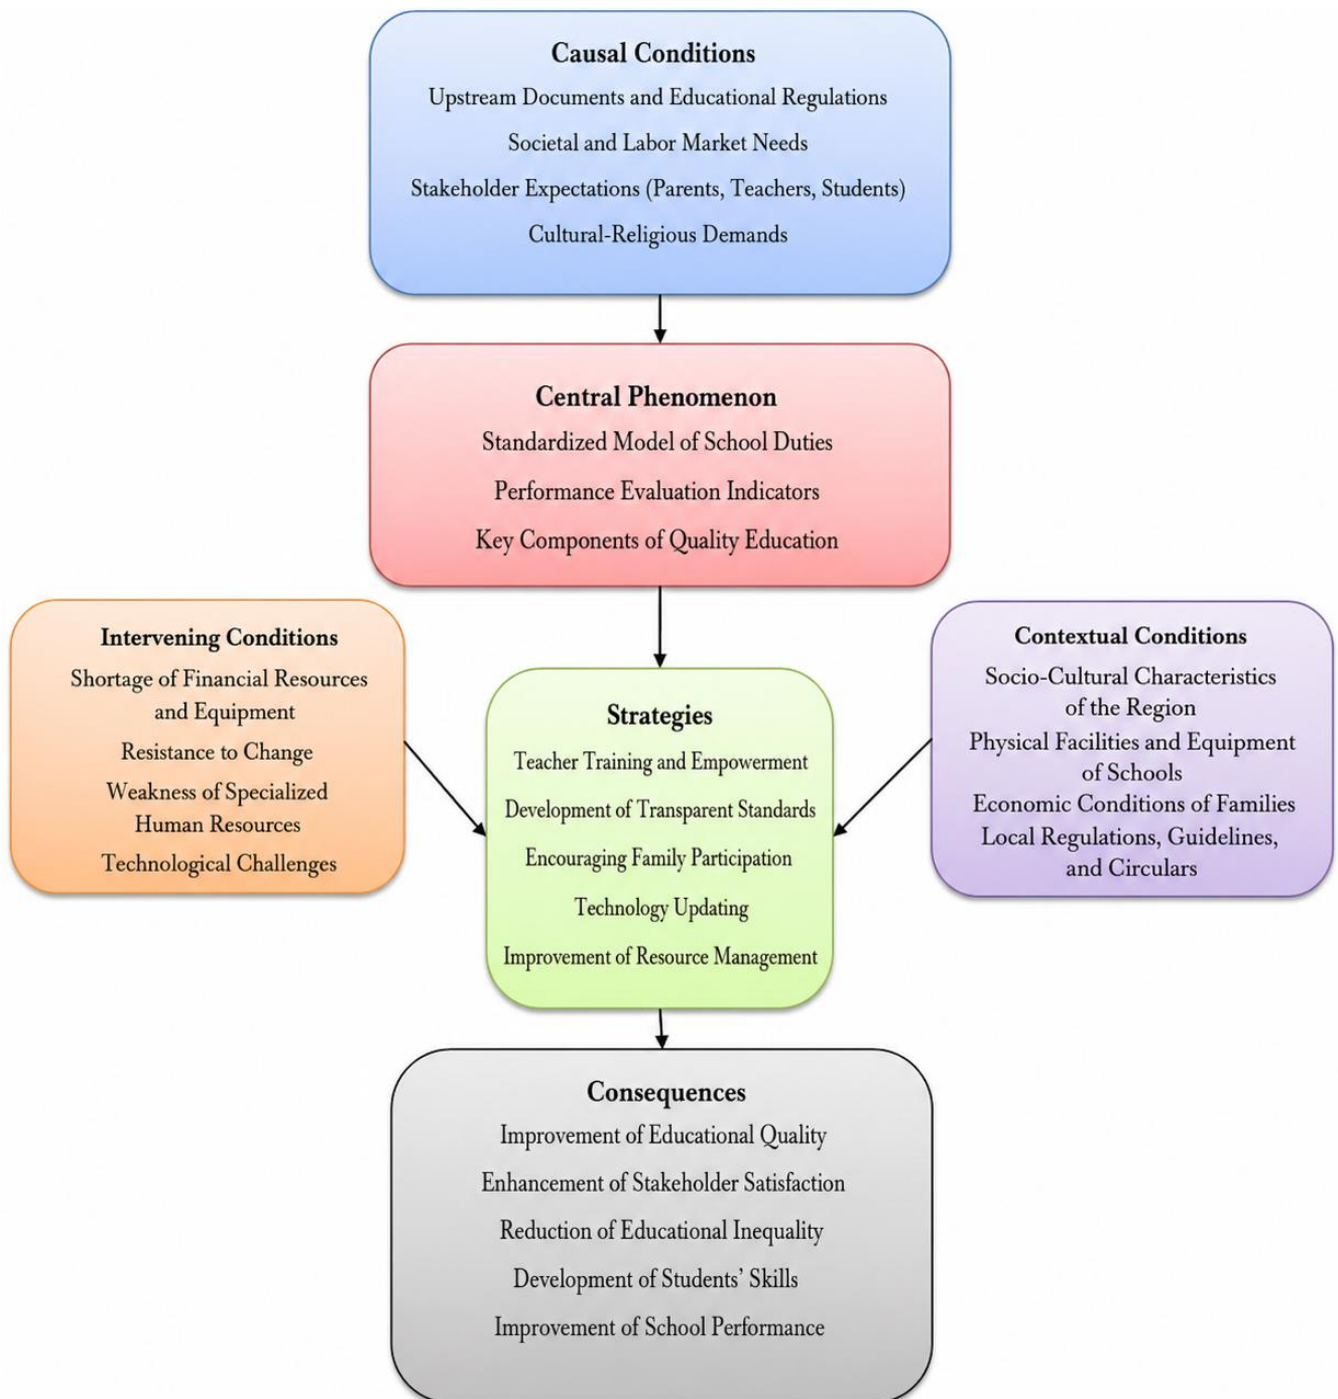 Causal Conditions
Upstream Documents and Educational Regulations
Societal and Labor Market Needs
Stakeholder Expectations (Parents, Teachers, Students)
Cultural-Religious Demands
Central Phenomenon
Standardized Model of School Duties
Performance Evaluation Indicators
Key Components of Quality Education
Intervening Conditions
Shortage of Financial Resources
and Equipment
Resistance to Change
Weakness of Specialized
Human Resources
Technological Challenges
Strategies
Teacher Training and Empowerment
Development of Transparent Standards
Encouraging Family Participation
Technology Updating
Improvement of Resource Management
Contextual Conditions
Socio-Cultural Characteristics
of the Region
Physical Facilities and Equipment
of Schools
Economic Conditions of Families
Local Regulations, Guidelines,
and Circulars
Consequences
Improvement of Educational Quality
Enhancement of Stakeholder Satisfaction
Reduction of Educational Inequality
Development of Students’ Skills
Improvement of School Performance